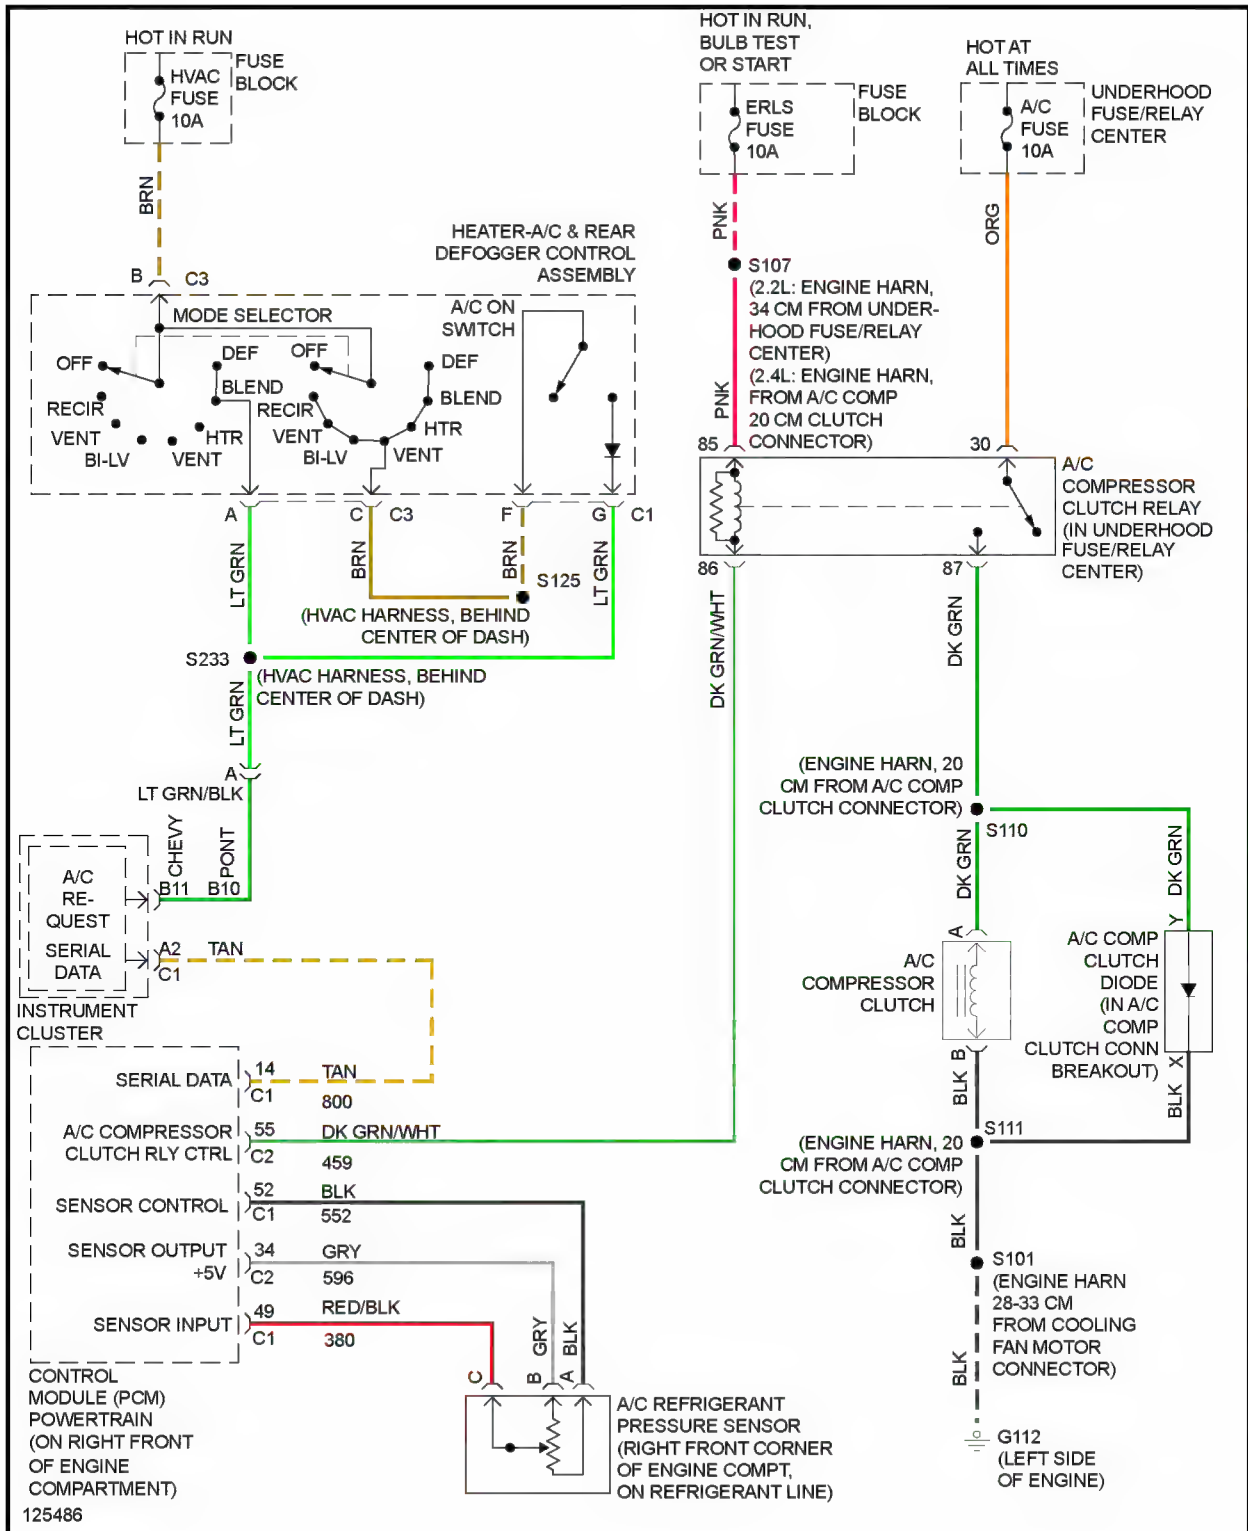 HOT IN RUN
HVAC
FUSE
10A
FUSE
BLOCK
BRN
B
C3
HOT IN RUN,
BULB TEST
OR START
ERLS
FUSE
10A
FUSE
BLOCK
HOT AT
ALL TIMES
A/C
FUSE
10A
UNDERHOOD
FUSE/RELAY
CENTER
PNK
ORG
S107
(2.2L: ENGINE HARN,
34 CM FROM UNDER-
HOOD FUSE/RELAY
CENTER)
(2.4L: ENGINE HARN,
FROM A/C COMP
20 CM CLUTCH
CONNECTOR)
PNK
85
30
HEATER-A/C & REAR
DEFOGGER CONTROL
ASSEMBLY
MODE SELECTOR
A/C ON
SWITCH
OFF
DEF
BLEND
RECIR
VENT
BI-LV
VENT
HTR
OFF
DEF
BLEND
RECIR
VENT
BI-LV
VENT
HTR
A
C
C3
F
G
C1
LT GRN
BRN
BRN
LT GRN
S125
(HVAC HARNESS, BEHIND
CENTER OF DASH)
S233
(HVAC HARNESS, BEHIND
CENTER OF DASH)
LT GRN
A
LT GRN/BLK
CHEVY
PONT
B11
B10
A/C
COMPRESSOR
CLUTCH RELAY
(IN UNDERHOOD
FUSE/RELAY
CENTER)
86
87
DK GRN/WHT
DK GRN
(ENGINE HARN, 20
CM FROM A/C COMP
CLUTCH CONNECTOR)
S110
DK GRN
DK GRN
A
Y
A/C
COMPRESSOR
CLUTCH
A/C COMP
CLUTCH
DIODE
(IN A/C
COMP
CLUTCH CONN
BREAKOUT)
B
X
BLK
BLK
S111
(ENGINE HARN, 20
CM FROM A/C COMP
CLUTCH CONNECTOR)
BLK
S101
(ENGINE HARN
28-33 CM
FROM COOLING
FAN MOTOR
CONNECTOR)
BLK
G112
(LEFT SIDE
OF ENGINE)
A/C
RE-
QUEST
SERIAL
DATA
A2
C1
TAN
INSTRUMENT
CLUSTER
SERIAL DATA
14
C1
TAN
800
A/C COMPRESSOR
CLUTCH RLY CTRL
55
C2
DK GRN/WHT
459
SENSOR CONTROL
52
C1
BLK
552
SENSOR OUTPUT
+5V
34
C2
GRY
596
SENSOR INPUT
49
C1
RED/BLK
380
CONTROL
MODULE (PCM)
POWERTRAIN
(ON RIGHT FRONT
OF ENGINE
COMPARTMENT)
C
B
A
GRY
BLK
A/C REFRIGERANT
PRESSURE SENSOR
(RIGHT FRONT CORNER
OF ENGINE COMPT,
ON REFRIGERANT LINE)
125486